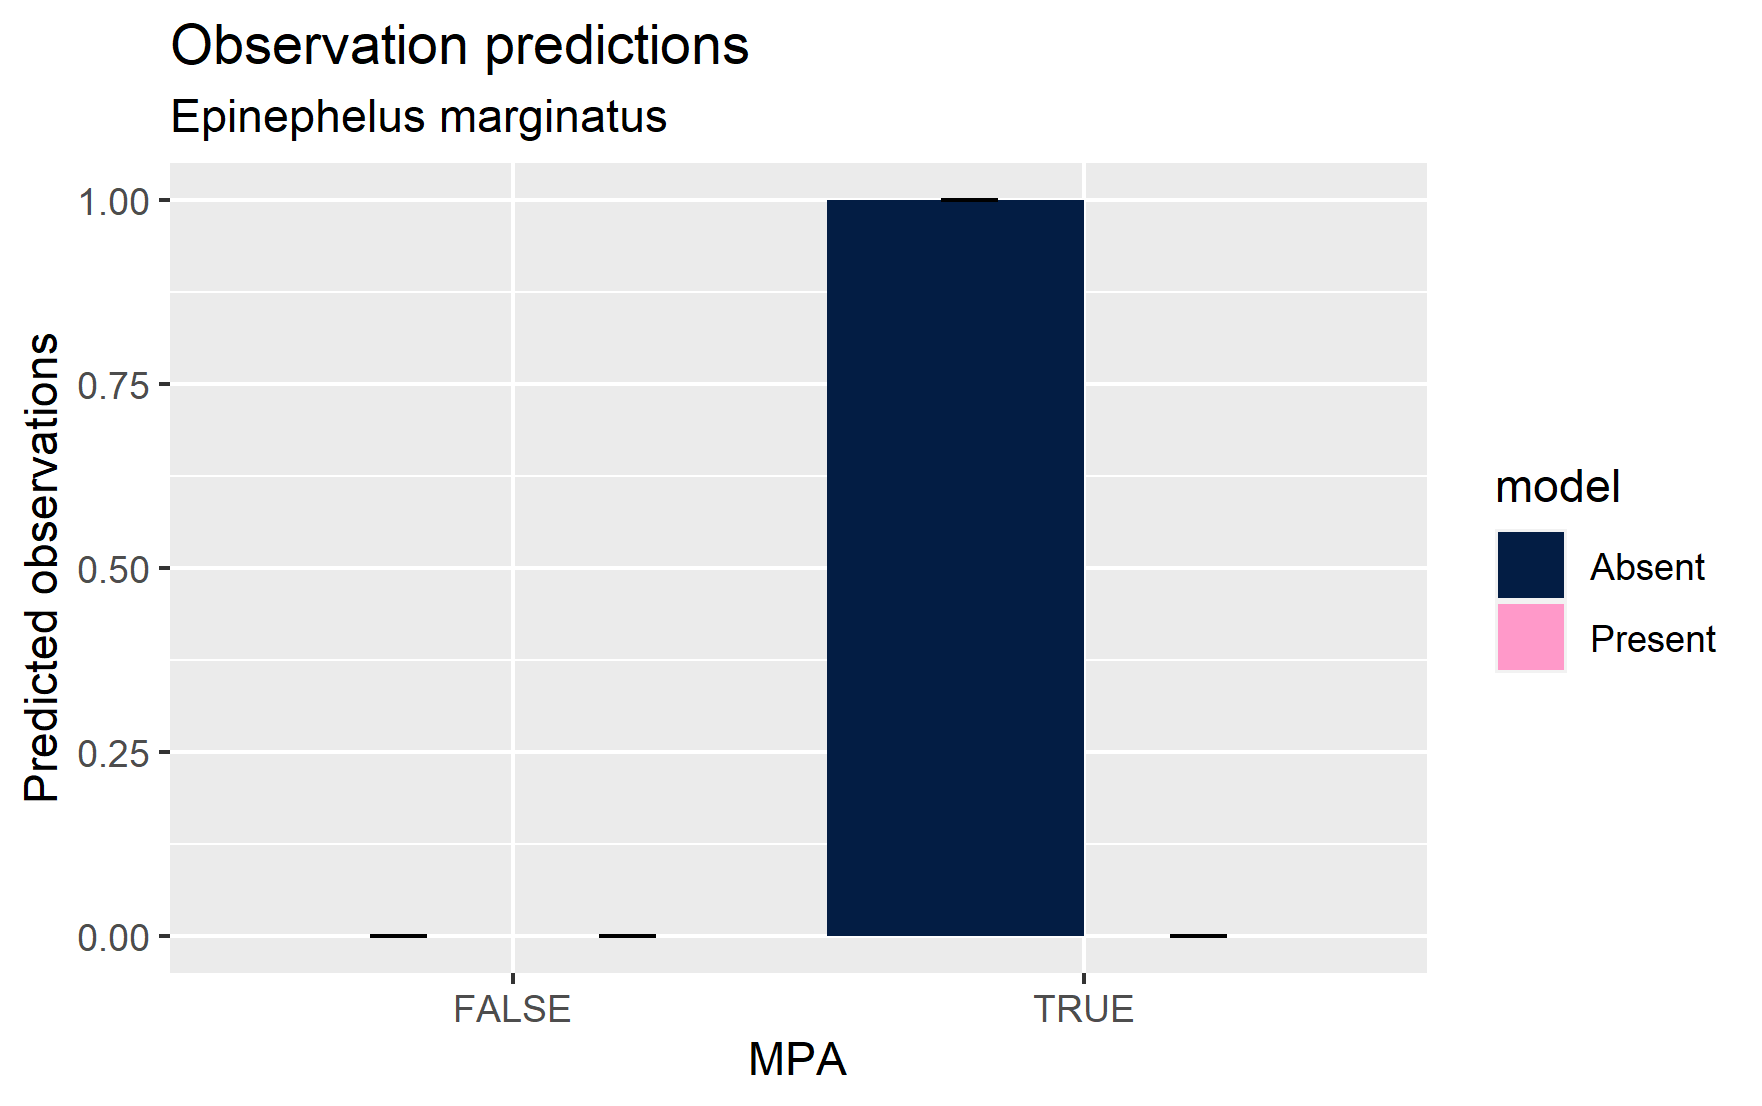 Observation predictions
Epinephelus marginatus
1.00
0.75
0.50
0.25
0.00
Predicted observations
FALSE
TRUE
MPA
model
Absent
Present